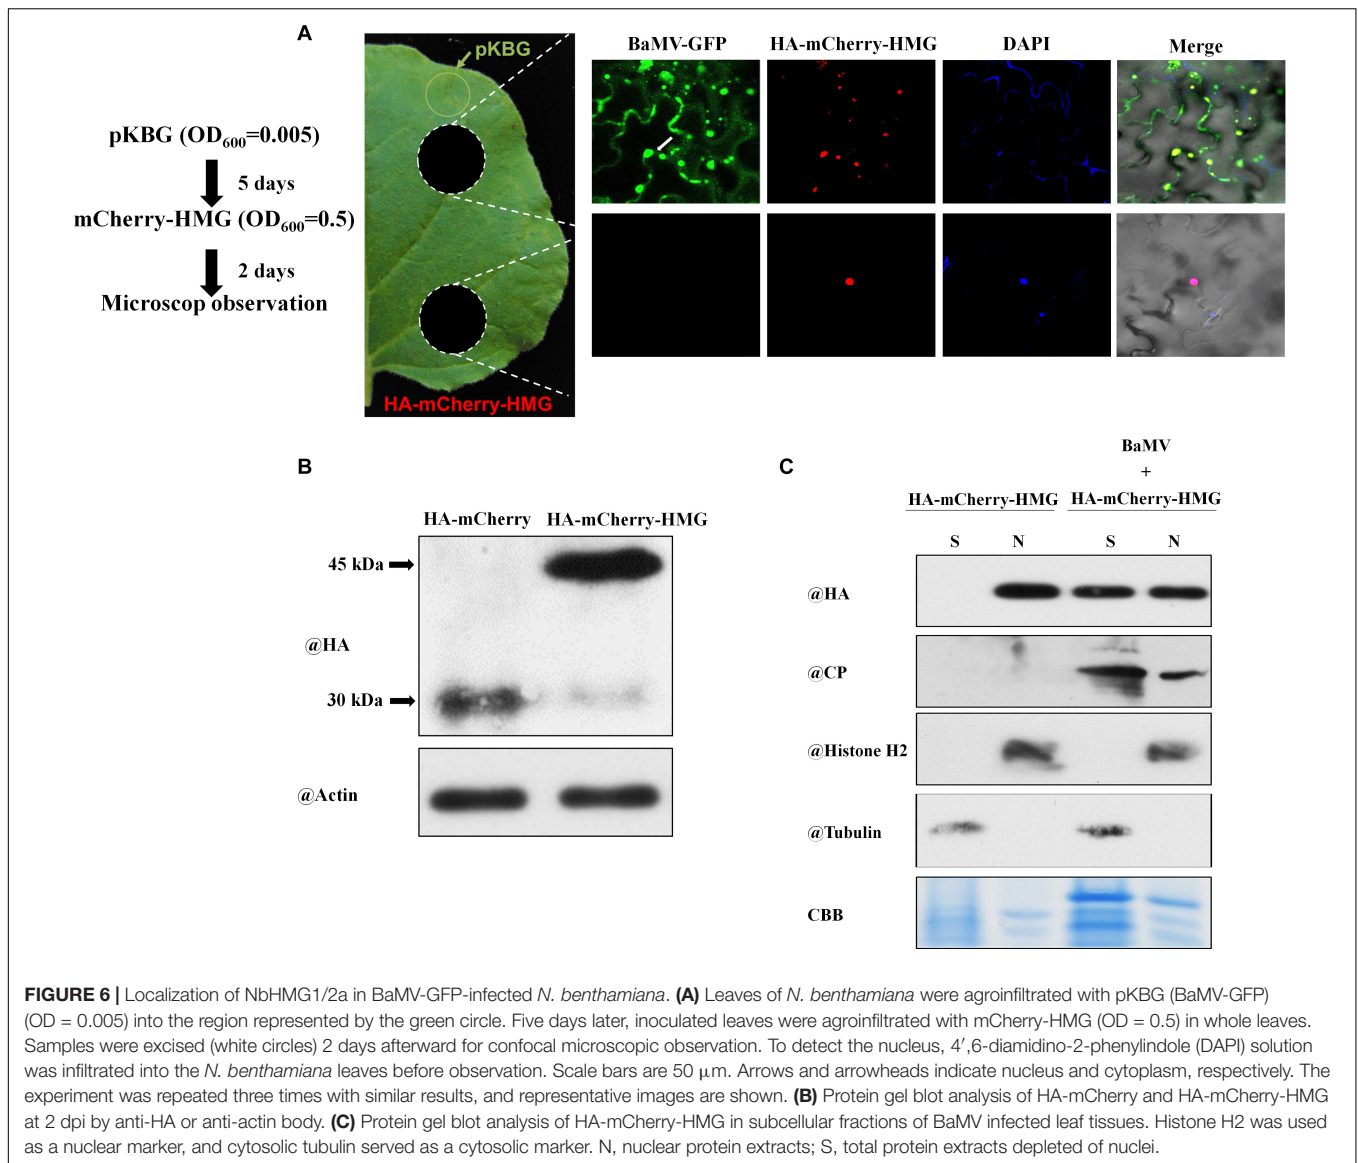 A
pKBG (OD600=0.005)
5 days
mCherry-HMG (OD600=0.5)
2 days
Microscop observation
pKBG
HA-mCherry-HMG
BaMV-GFP HA-mCherry-HMG DAPI Merge
B
HA-mCherry HA-mCherry-HMG
45 kDa
@HA
30 kDa
@Actin
C
BaMV
+
HA-mCherry-HMG HA-mCherry-HMG
S N S N
@HA
@CP
@Histone H2
@Tubulin
CBB
FIGURE 6 | Localization of NbHMG1/2a in BaMV-GFP-infected N. benthamiana. (A) Leaves of N. benthamiana were agroinfiltrated with pKBG (BaMV-GFP)
(OD = 0.005) into the region represented by the green circle. Five days later, inoculated leaves were agroinfiltrated with mCherry-HMG (OD = 0.5) in whole leaves.
Samples were excised (white circles) 2 days afterward for confocal microscopic observation. To detect the nucleus, 4′,6-diamidino-2-phenylindole (DAPI) solution
was infiltrated into the N. benthamiana leaves before observation. Scale bars are 50 μm. Arrows and arrowheads indicate nucleus and cytoplasm, respectively. The
experiment was repeated three times with similar results, and representative images are shown. (B) Protein gel blot analysis of HA-mCherry and HA-mCherry-HMG
at 2 dpi by anti-HA or anti-actin body. (C) Protein gel blot analysis of HA-mCherry-HMG in subcellular fractions of BaMV infected leaf tissues. Histone H2 was used
as a nuclear marker, and cytosolic tubulin served as a cytosolic marker. N, nuclear protein extracts; S, total protein extracts depleted of nuclei.